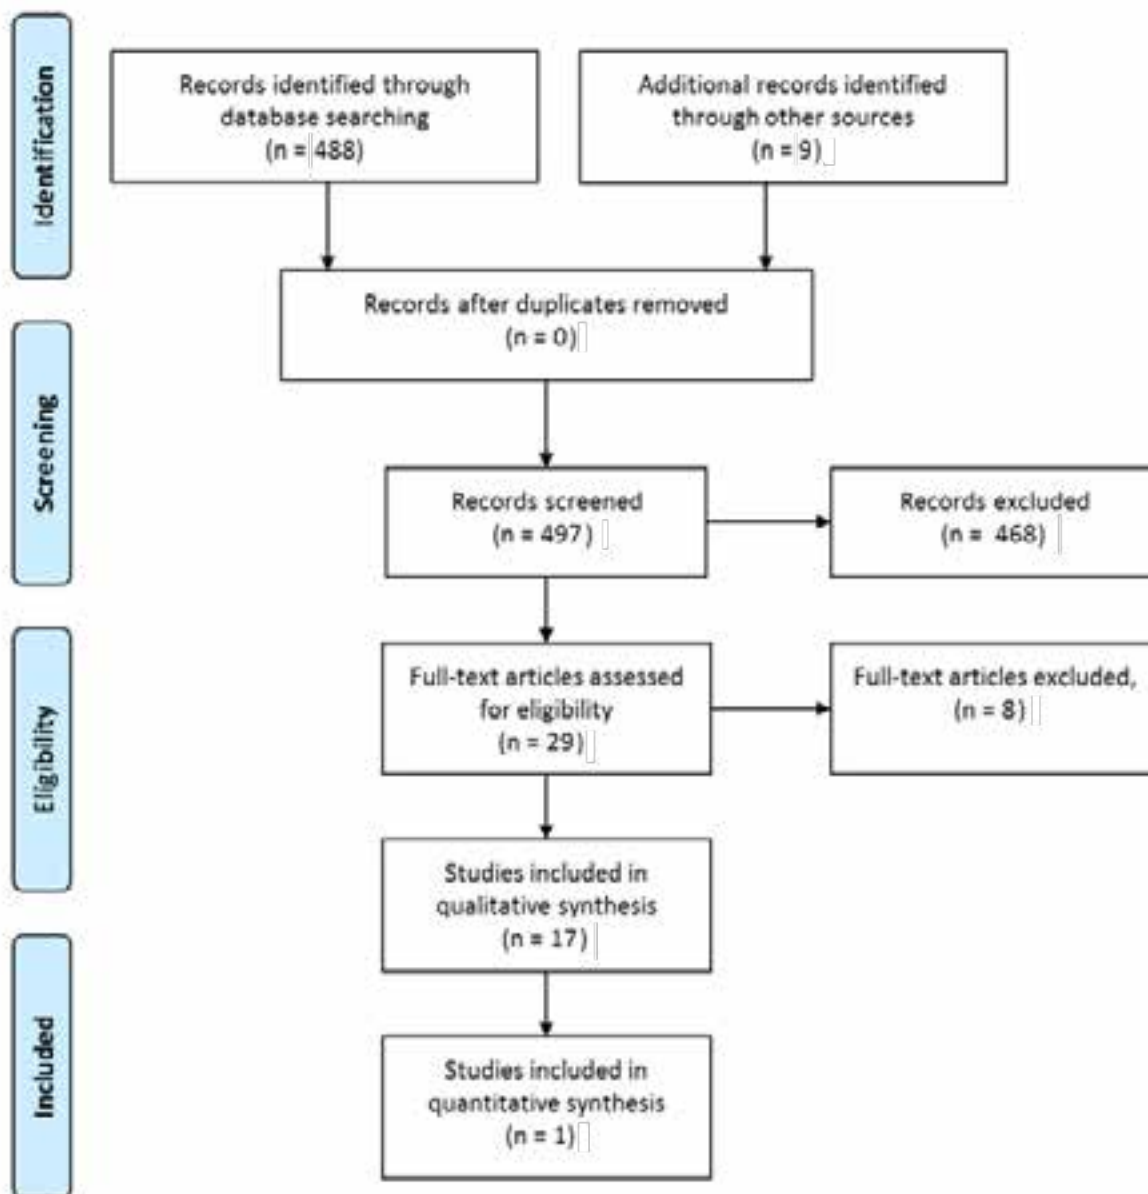 Identification
Records identified through
database searching
(n = 488)
Additional records identified
through other sources
(n = 9)
Records after duplicates removed
(n = 0)
Screening
Records screened
(n = 497)
Records excluded
(n = 468)
Eligibility
Full-text articles assessed
for eligibility
(n = 29)
Full-text articles excluded,
(n = 8)
Studies included in
qualitative synthesis
(n = 17)
Included
Studies included in
quantitative synthesis
(n = 1)